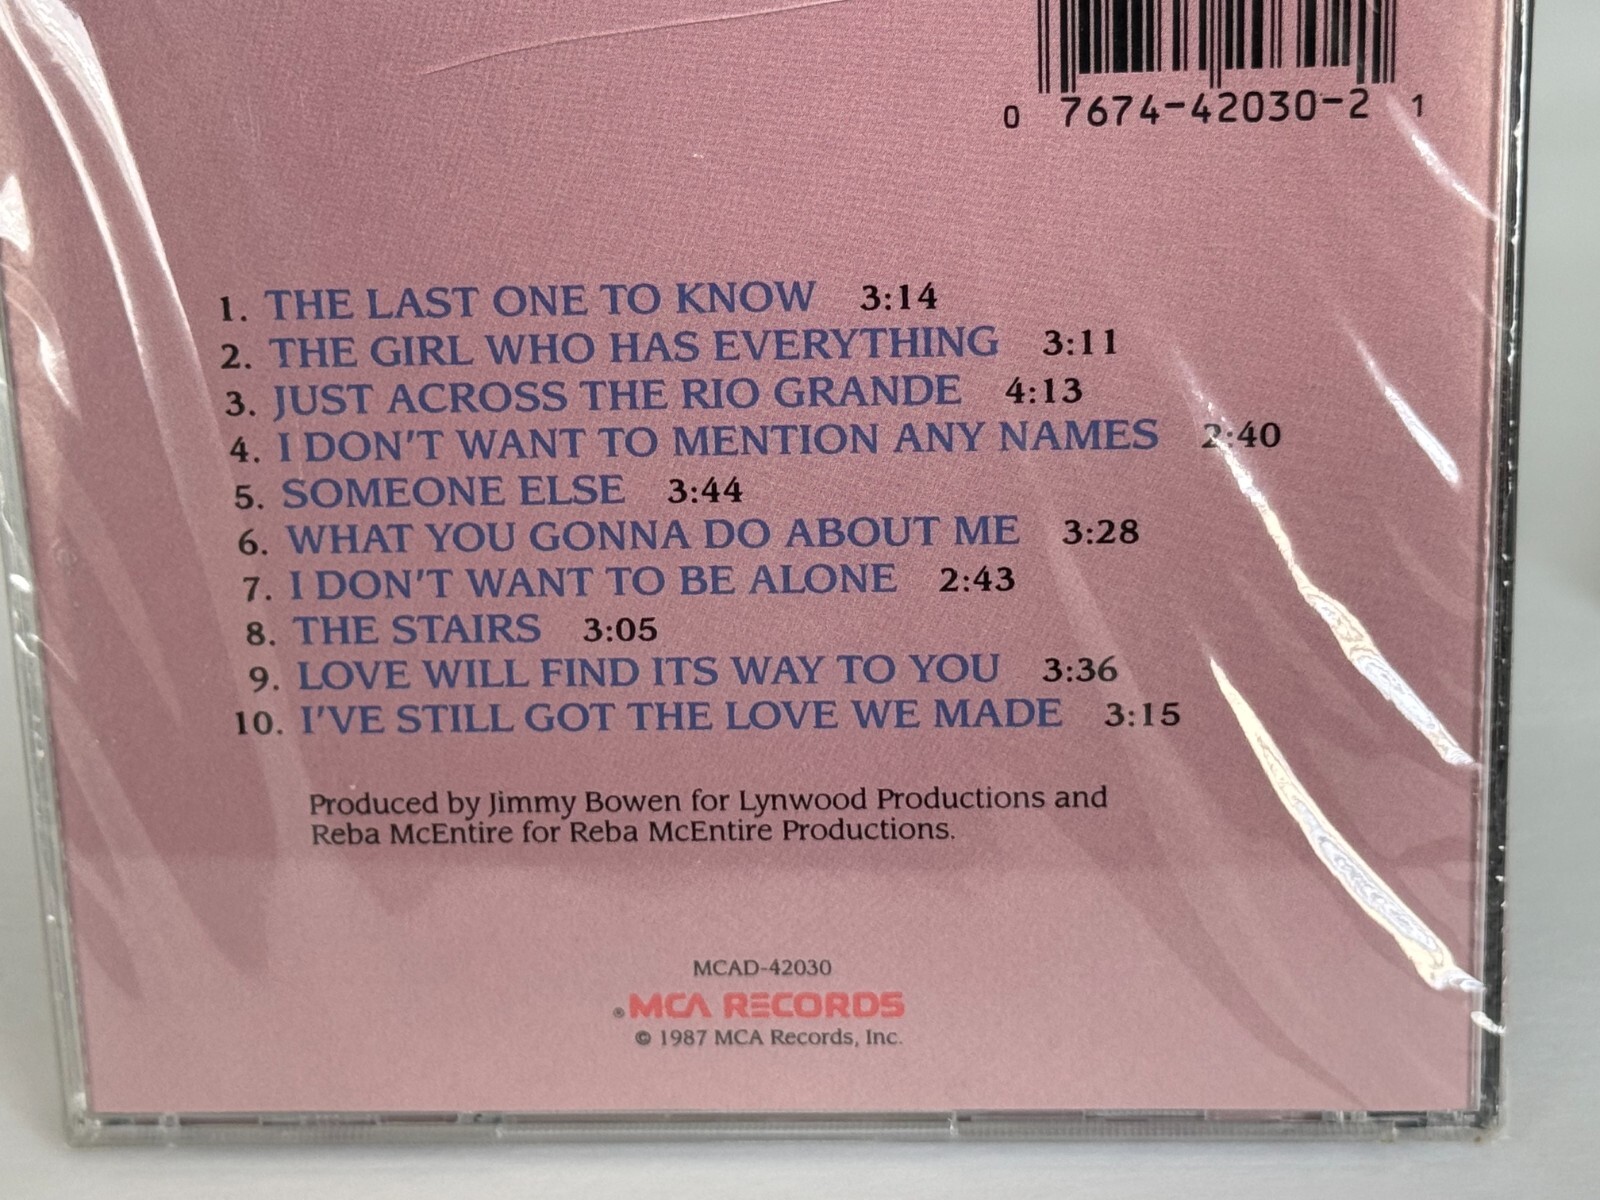 0 7674-42030-2 1
1. THE LAST ONE TO KNOW 3:14
2. THE GIRL WHO HAS EVERYTHING 3:11
3. JUST ACROSS THE RIO GRANDE 4:13
4. I DON'T WANT TO MENTION ANY NAMES 2:40
5. SOMEONE ELSE 3:44
6. WHAT YOU GONNA DO ABOUT ME 3:28
7. I DON'T WANT TO BE ALONE 2:43
8. THE STAIRS 3:05
9. LOVE WILL FIND ITS WAY TO YOU 3:36
10. I'VE STILL GOT THE LOVE WE MADE 3:15
Produced by Jimmy Bowen for Lynwood Productions and
Reba McEntire for Reba McEntire Productions.
MCAD-42030
® MCA RECORDS
© 1987 MCA Records, Inc.